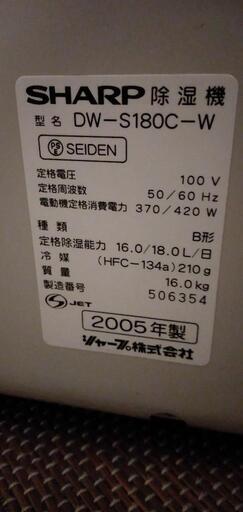 SHARP 除湿機
型名 DW-S180C-W
PSE SEIDEN
定格電圧 100 V
定格周波数 50/60 Hz
電動機定格消費電力 370/420 W
種類 B形
定格除湿能力 16.0/18.0 L/日
冷媒 (HFC-134a) 210g
質量 16.0kg
製造番号 506354
S JET
2005年製
シャープ株式会社